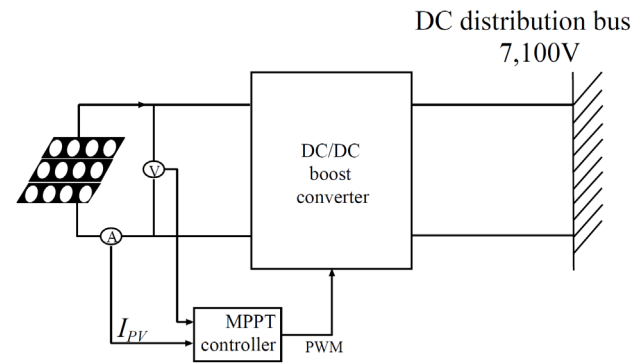 DC distribution bus
7,100V
DC/DC
boost
converter
V
A
I_PV
MPPT
controller
PWM